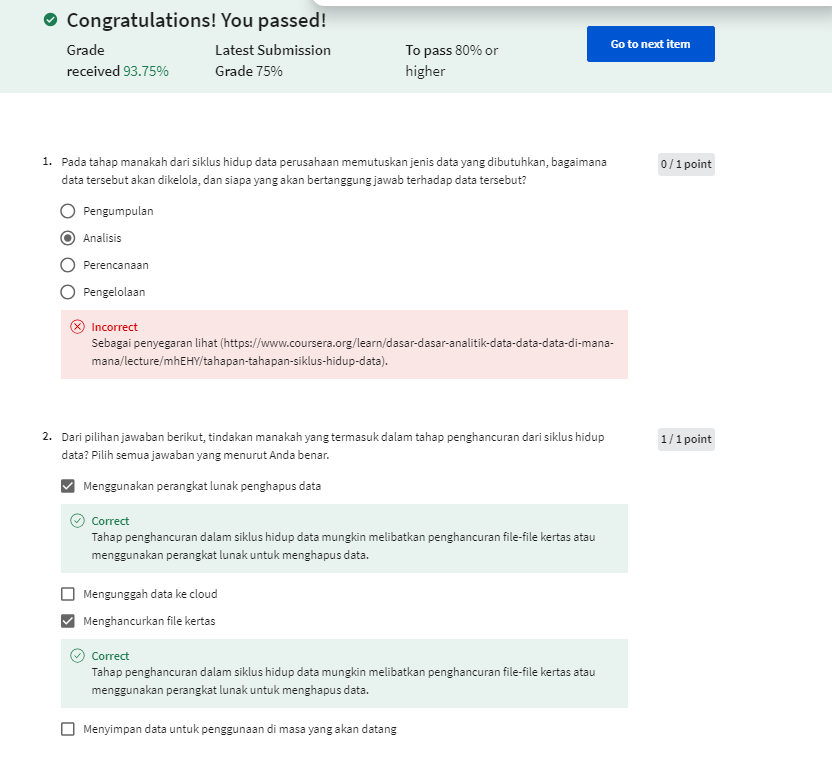 Congratulations! You passed!
Grade received 93.75%
Latest Submission Grade 75%
To pass 80% or higher
Go to next item
1. Pada tahap manakah dari siklus hidup data perusahaan memutuskan jenis data yang dibutuhkan, bagaimana
data tersebut akan dikelola, dan siapa yang akan bertanggung jawab terhadap data tersebut?
0 / 1 point
Pengumpulan
Analisis
Perencanaan
Pengelolaan
Incorrect
Sebagai penyegaran lihat (https://www.coursera.org/learn/dasar-dasar-analitik-data-data-data-di-mana-
mana/lecture/mhEHY/tahapan-tahapan-siklus-hidup-data).
2. Dari pilihan jawaban berikut, tindakan manakah yang termasuk dalam tahap penghancuran dari siklus hidup
data? Pilih semua jawaban yang menurut Anda benar.
1 / 1 point
Menggunakan perangkat lunak penghapus data
Correct
Tahap penghancuran dalam siklus hidup data mungkin melibatkan penghancuran file-file kertas atau
menggunakan perangkat lunak untuk menghapus data.
Mengunggah data ke cloud
Menghancurkan file kertas
Correct
Tahap penghancuran dalam siklus hidup data mungkin melibatkan penghancuran file-file kertas atau
menggunakan perangkat lunak untuk menghapus data.
Menyimpan data untuk penggunaan di masa yang akan datang